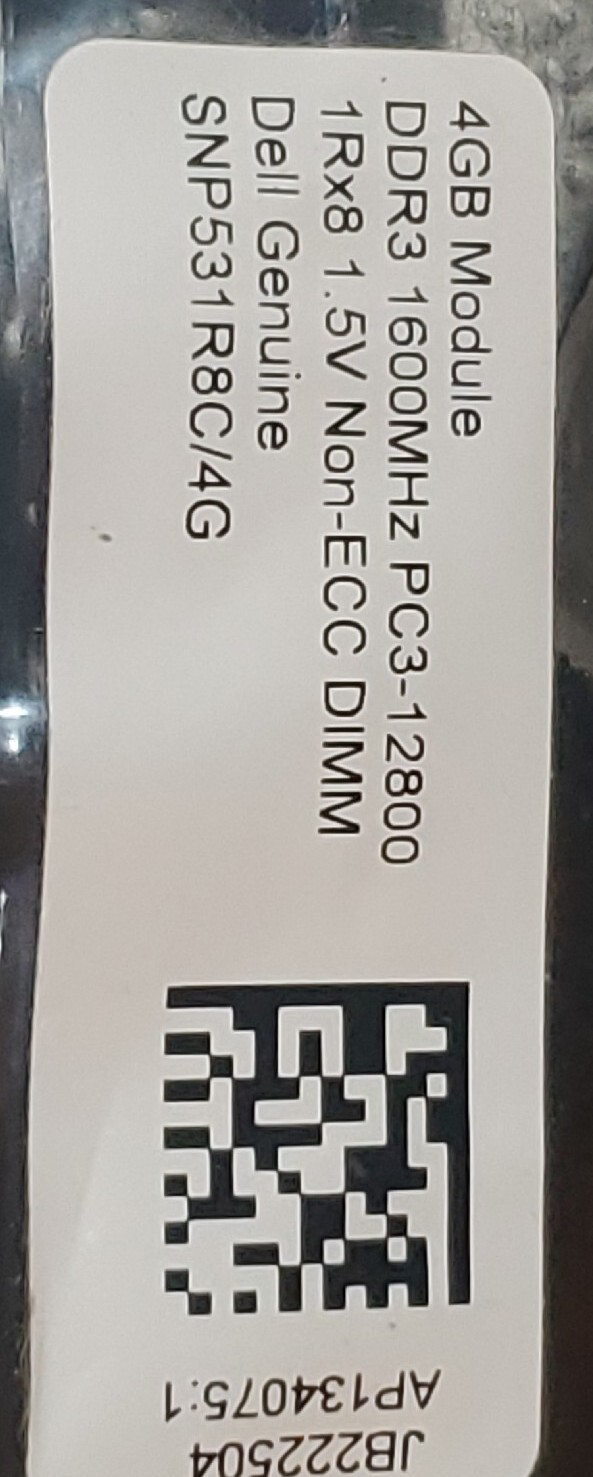 4GB Module
DDR3 1600MHz PC3-12800
1Rx8 1.5V Non-ECC DIMM
Dell Genuine
SNP531R8C/4G
AP134075:1
JB222504